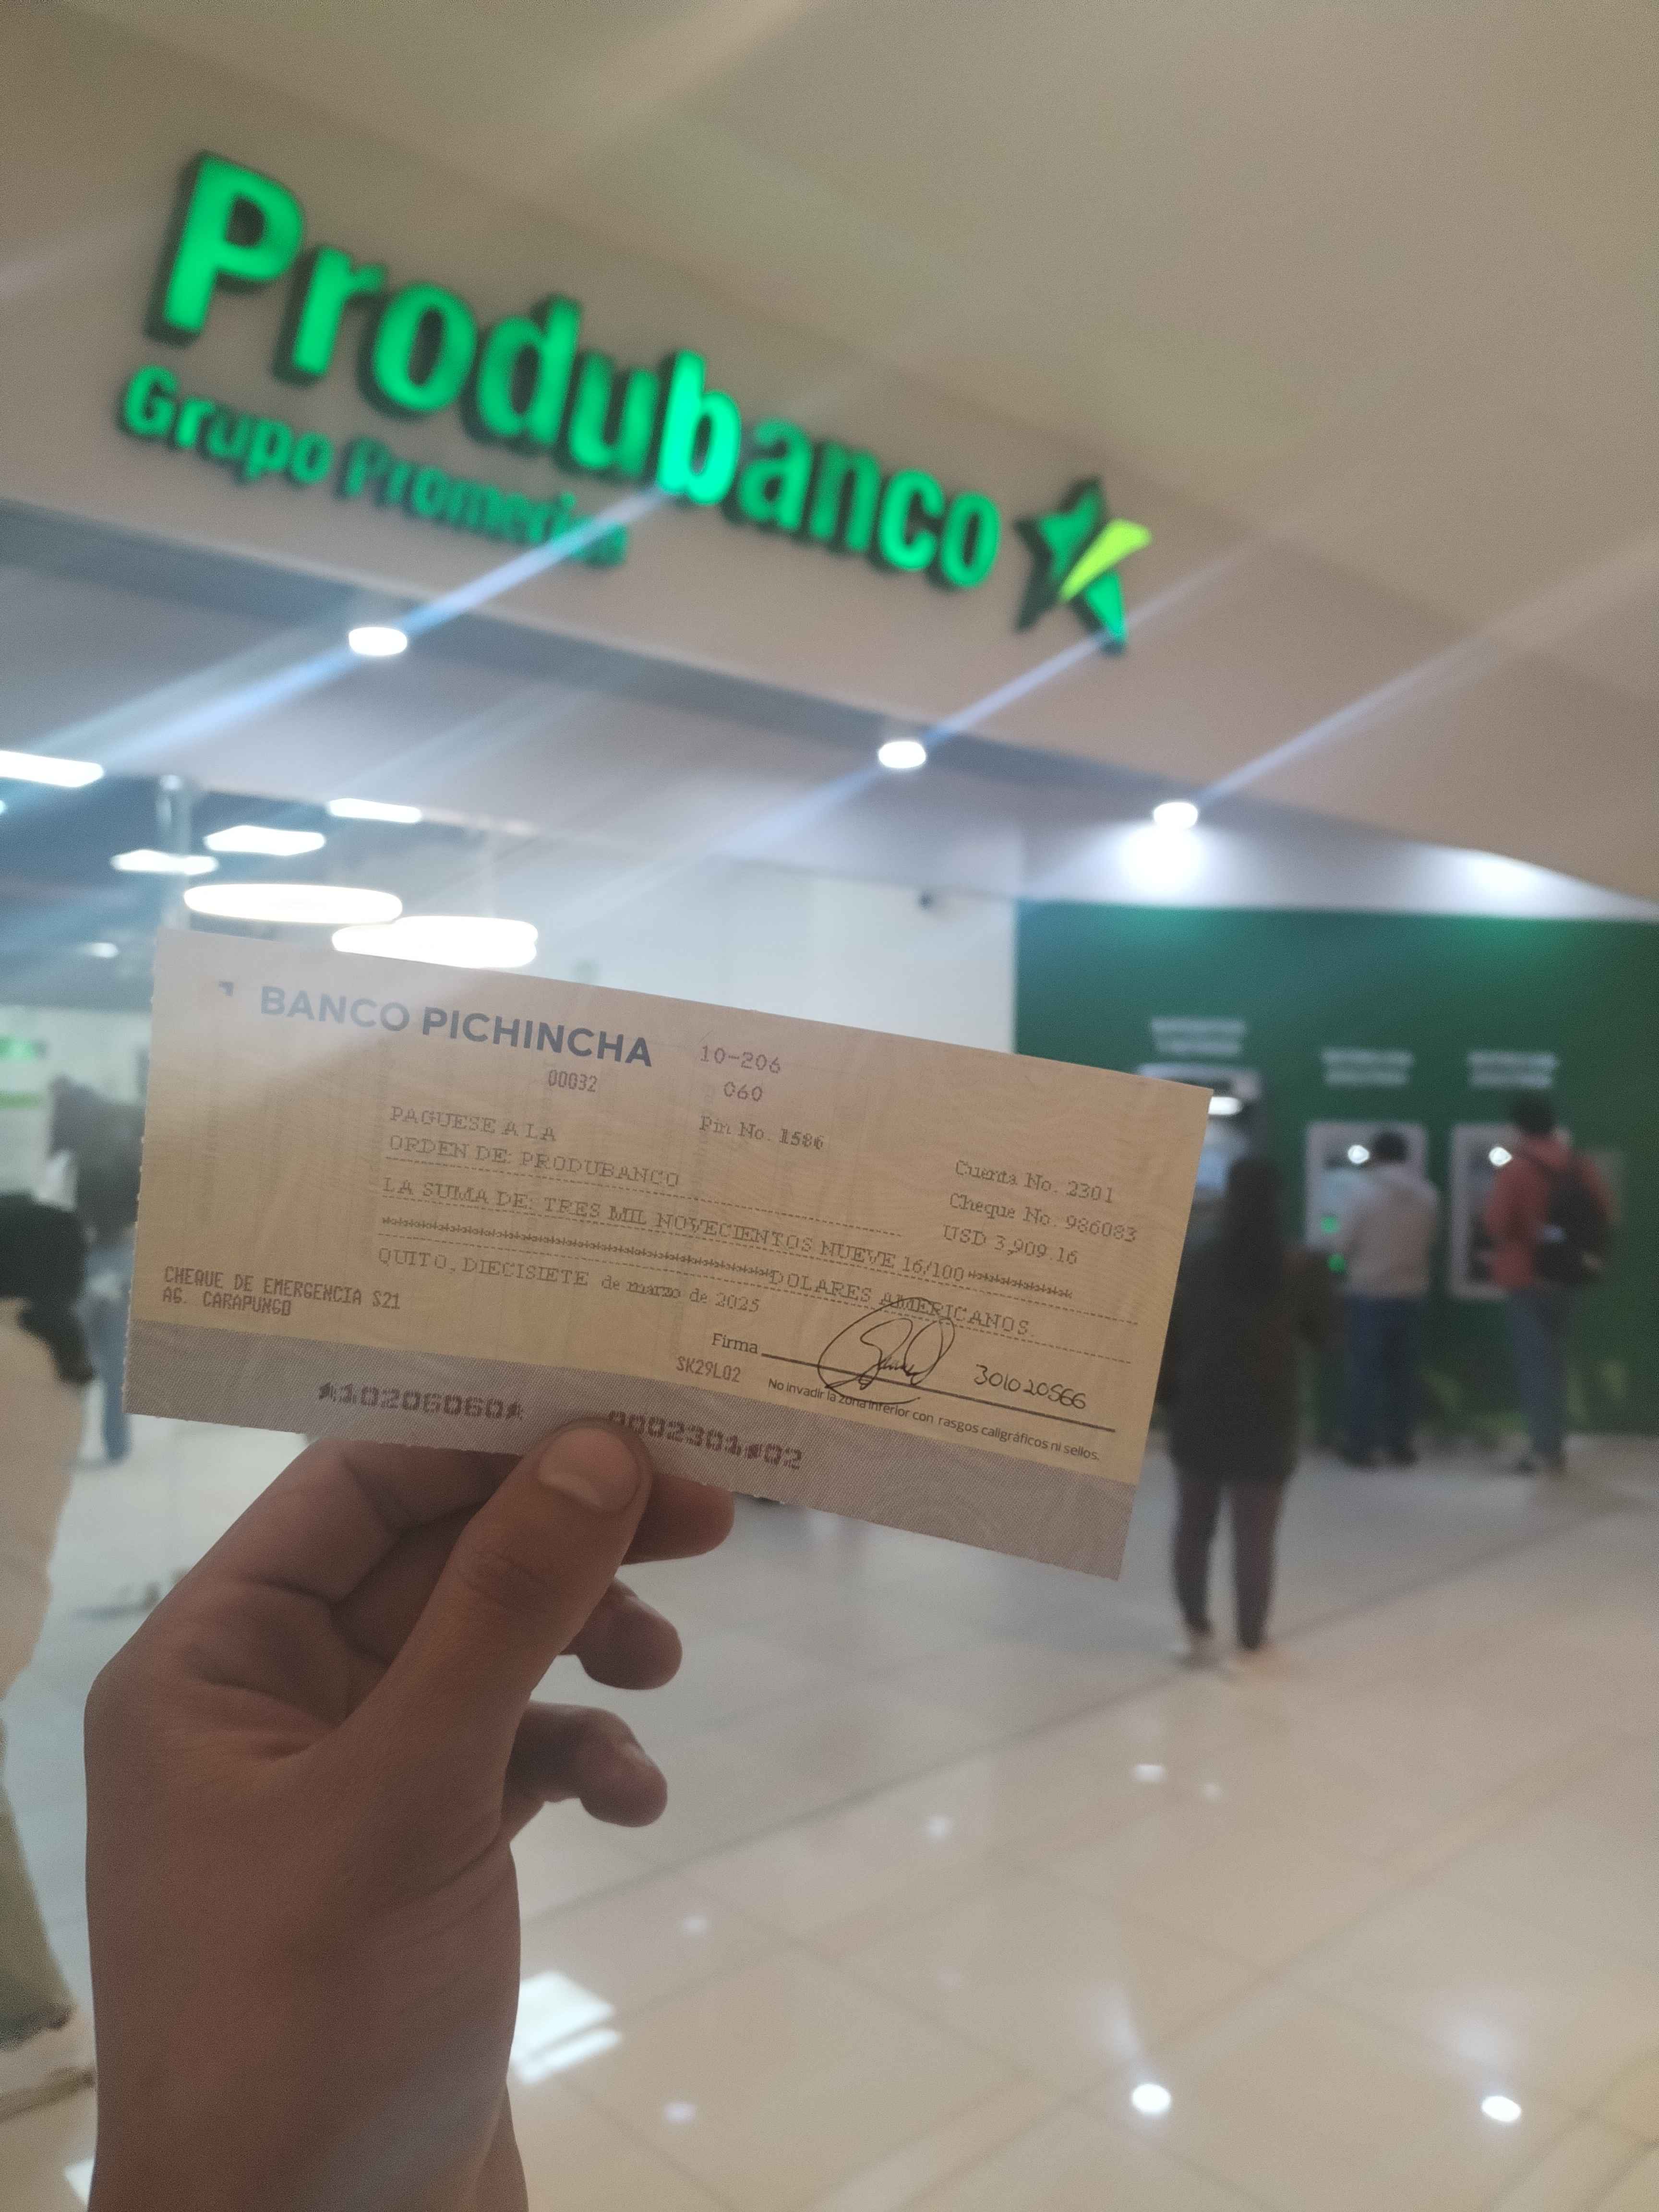 Produbanco
Grupo Promerica
BANCO PICHINCHA
00032
10-206
060
Pin No. 1586
PAGUESE A LA
ORDEN DE: PRODUBANCO
Cuenta No. 2301
Cheque No. 986083
USD 3,909.16
LA SUMA DE: TRES MIL NOVECIENTOS NUEVE 16/100 ************
****************************************DOLARES AMERICANOS.
QUITO, DIECISIETE de marzo de 2025
CHEQUE DE EMERGENCIA S21
AG. CARAPUNGO
Firma
301020566
SK29L02
No invadir la zona inferior con rasgos caligráficos ni sellos.
⑆10206060⑆ 0002301⑈02